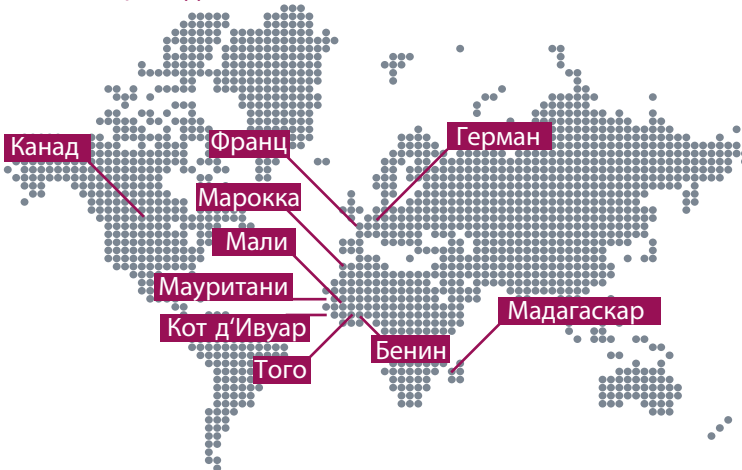 Канад
Франц
Герман
Марокка
Мали
Мауритани
Мадагаскар
Кот д‘Ивуар
Бенин
Того